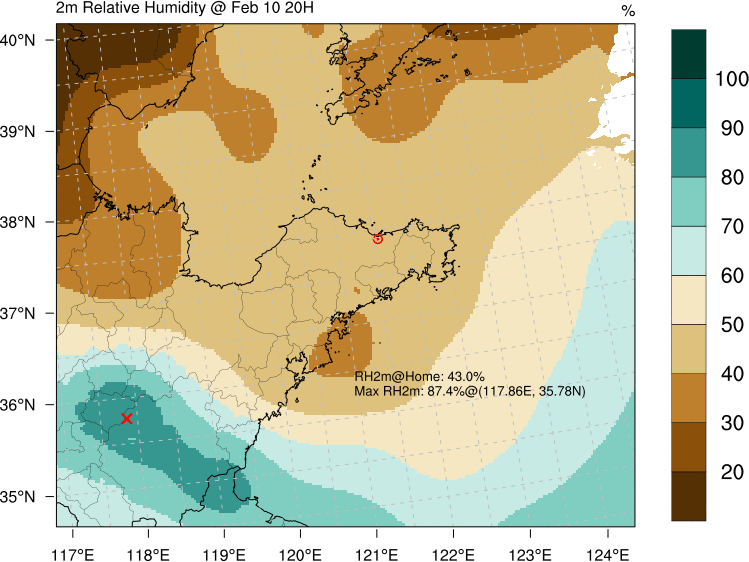 2m Relative Humidity @ Feb 10 20H
%
40°N
39°N
38°N
37°N
36°N
35°N
RH2m@Home: 43.0%
Max RH2m: 87.4%@(117.86E, 35.78N)
117°E 118°E 119°E 120°E 121°E 122°E 123°E 124°E
100
90
80
70
60
50
40
30
20